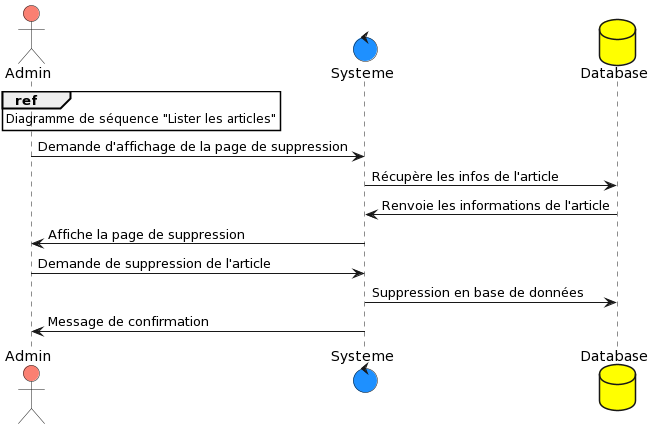 Admin
Systeme
Database
ref
Diagramme de séquence "Lister les articles"
Demande d'affichage de la page de suppression
Récupère les infos de l'article
Renvoie les informations de l'article
Affiche la page de suppression
Demande de suppression de l'article
Suppression en base de données
Message de confirmation
Admin
Systeme
Database